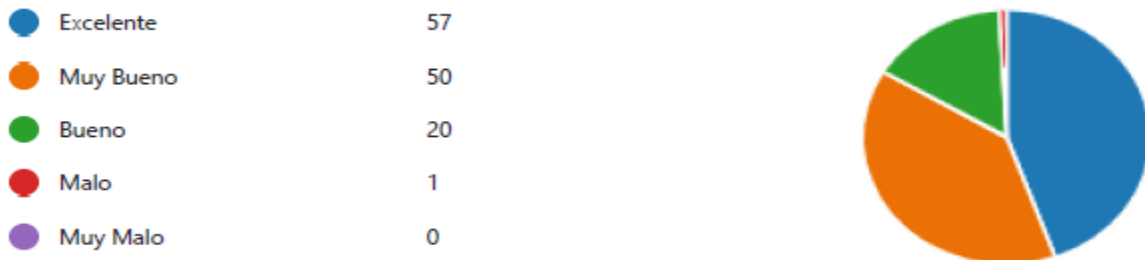 Excelente 57
Muy Bueno 50
Bueno 20
Malo 1
Muy Malo 0